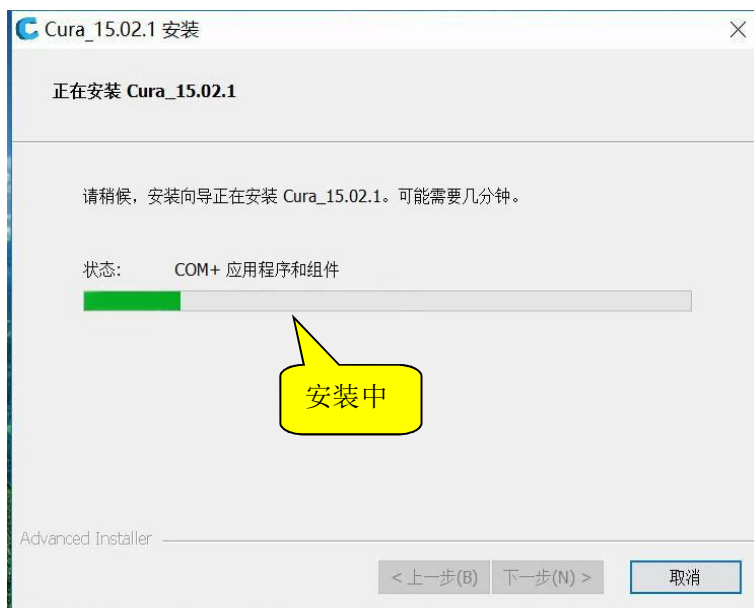 Cura_15.02.1 安装
正在安装 Cura_15.02.1
请稍候，安装向导正在安装 Cura_15.02.1。可能需要几分钟。
状态: COM+ 应用程序和组件
安装中
Advanced Installer
< 上一步(B) 下一步(N) > 取消